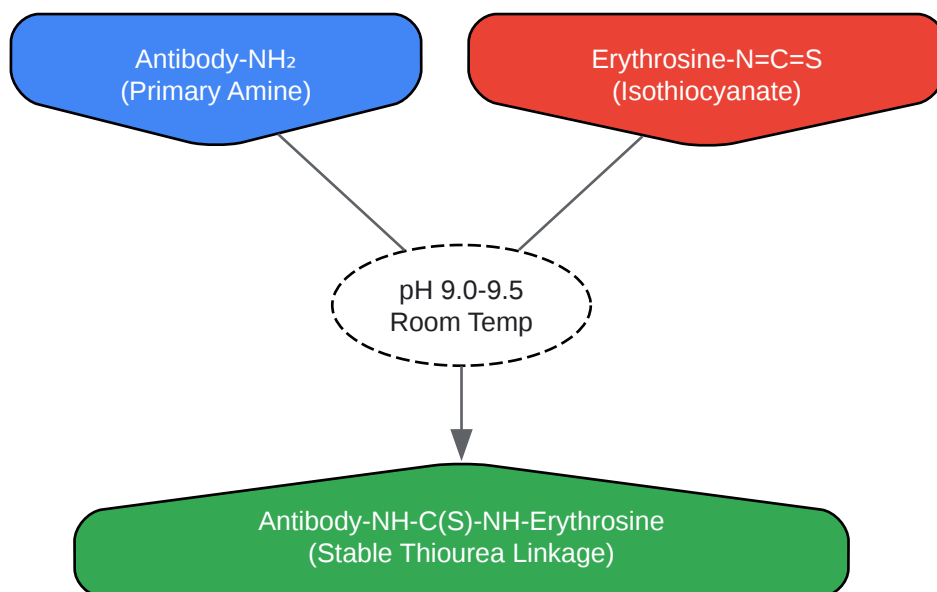 Antibody-NH₂
(Primary Amine)
Erythrosine-N=C=S
(Isothiocyanate)
pH 9.0-9.5
Room Temp
Antibody-NH-C(S)-NH-Erythrosine
(Stable Thiourea Linkage)